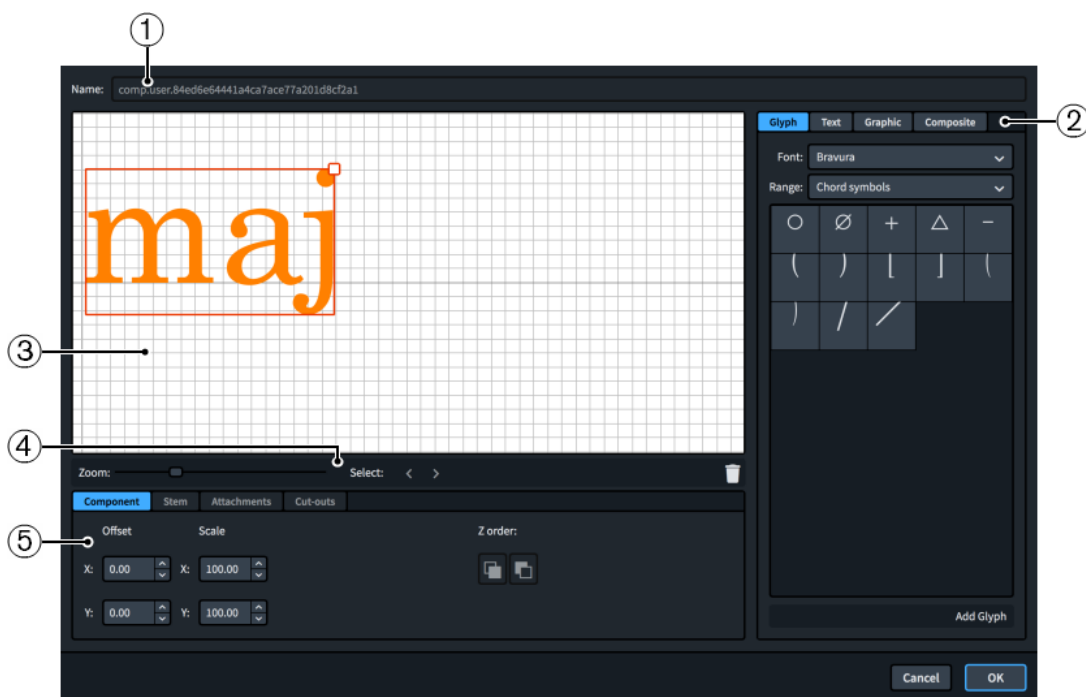 ①
Name: comp.user.84ed6e64441a4ca7ace77a201d8cf2a1
②
Glyph Text Graphic Composite
Font: Bravura
Range: Chord symbols
maj
③
④
Zoom: Select: < >
Component Stem Attachments Cut-outs
⑤
Offset Scale Z order:
X: 0.00 X: 100.00
Y: 0.00 Y: 100.00
Add Glyph
Cancel OK